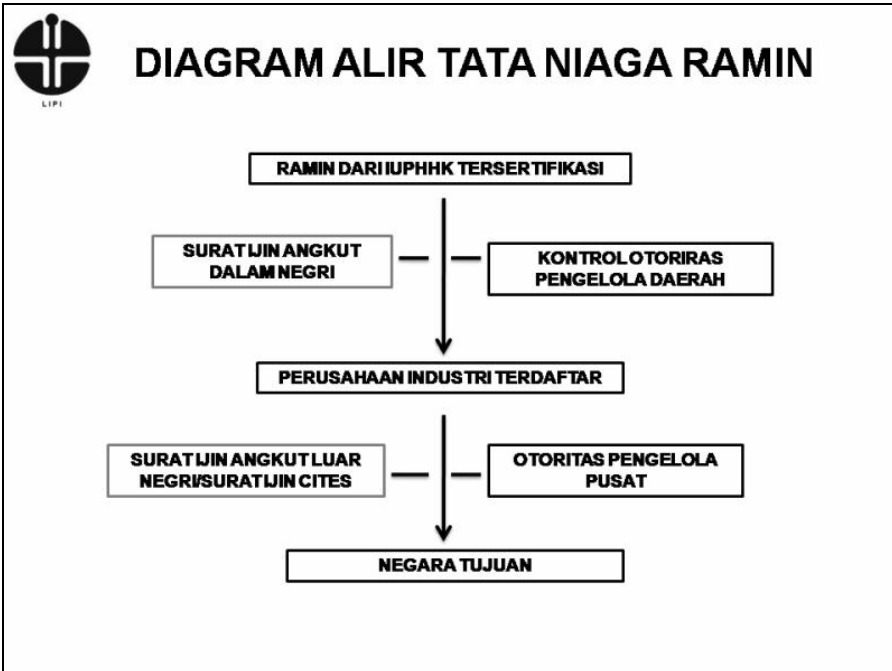 LIPI
DIAGRAM ALIR TATA NIAGA RAMIN
RAMIN DARI IUPHHK TERSERTIFIKASI
SURAT IJIN ANGKUT
DALAM NEGRI
KONTROL OTORIRAS
PENGELOLA DAERAH
PERUSAHAAN INDUSTRI TERDAFTAR
SURAT IJIN ANGKUT LUAR
NEGRI/SURAT IJIN CITES
OTORITAS PENGELOLA
PUSAT
NEGARA TUJUAN